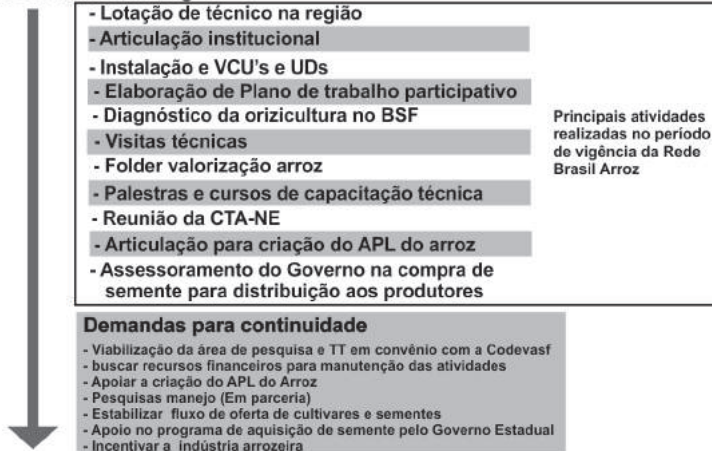 - Lotação de técnico na região
- Articulação institucional
- Instalação e VCU's e UDs
- Elaboração de Plano de trabalho participativo
- Diagnóstico da orizicultura no BSF
- Visitas técnicas
- Folder valorização arroz
- Palestras e cursos de capacitação técnica
- Reunião da CTA-NE
- Articulação para criação do APL do arroz
- Assessoramento do Governo na compra de
semente para distribuição aos produtores
Principais atividades
realizadas no período
de vigência da Rede
Brasil Arroz
Demandas para continuidade
- Viabilização da área de pesquisa e TT em convênio com a Codevasf
- buscar recursos financeiros para manutenção das atividades
- Apoiar a criação do APL do Arroz
- Pesquisas manejo (Em parceria)
- Estabilizar fluxo de oferta de cultivares e sementes
- Apoio no programa de aquisição de semente pelo Governo Estadual
- Incentivar a indústria arrozeira